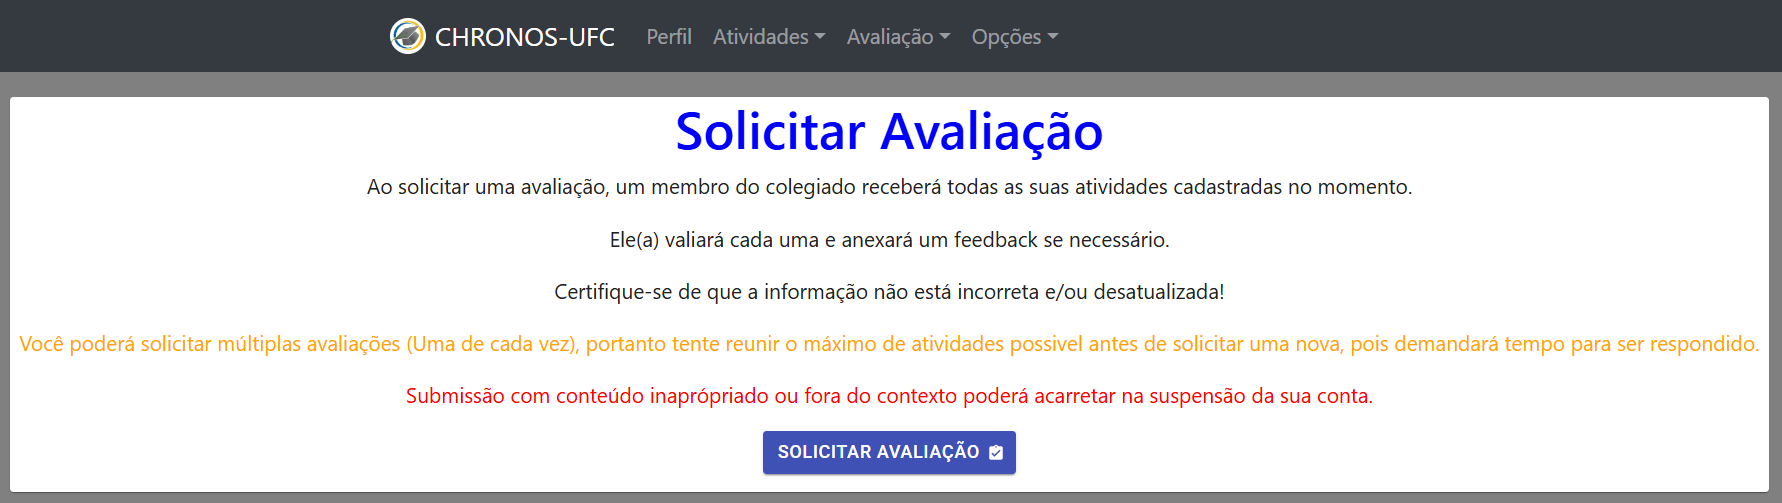 CHRONOS-UFC Perfil Atividades Avaliação Opções
Solicitar Avaliação
Ao solicitar uma avaliação, um membro do colegiado receberá todas as suas atividades cadastradas no momento.
Ele(a) valiará cada uma e anexará um feedback se necessário.
Certifique-se de que a informação não está incorreta e/ou desatualizada!
Você poderá solicitar múltiplas avaliações (Uma de cada vez), portanto tente reunir o máximo de atividades possivel antes de solicitar uma nova, pois demandará tempo para ser respondido.
Submissão com conteúdo inaprópriado ou fora do contexto poderá acarretar na suspensão da sua conta.
SOLICITAR AVALIAÇÃO